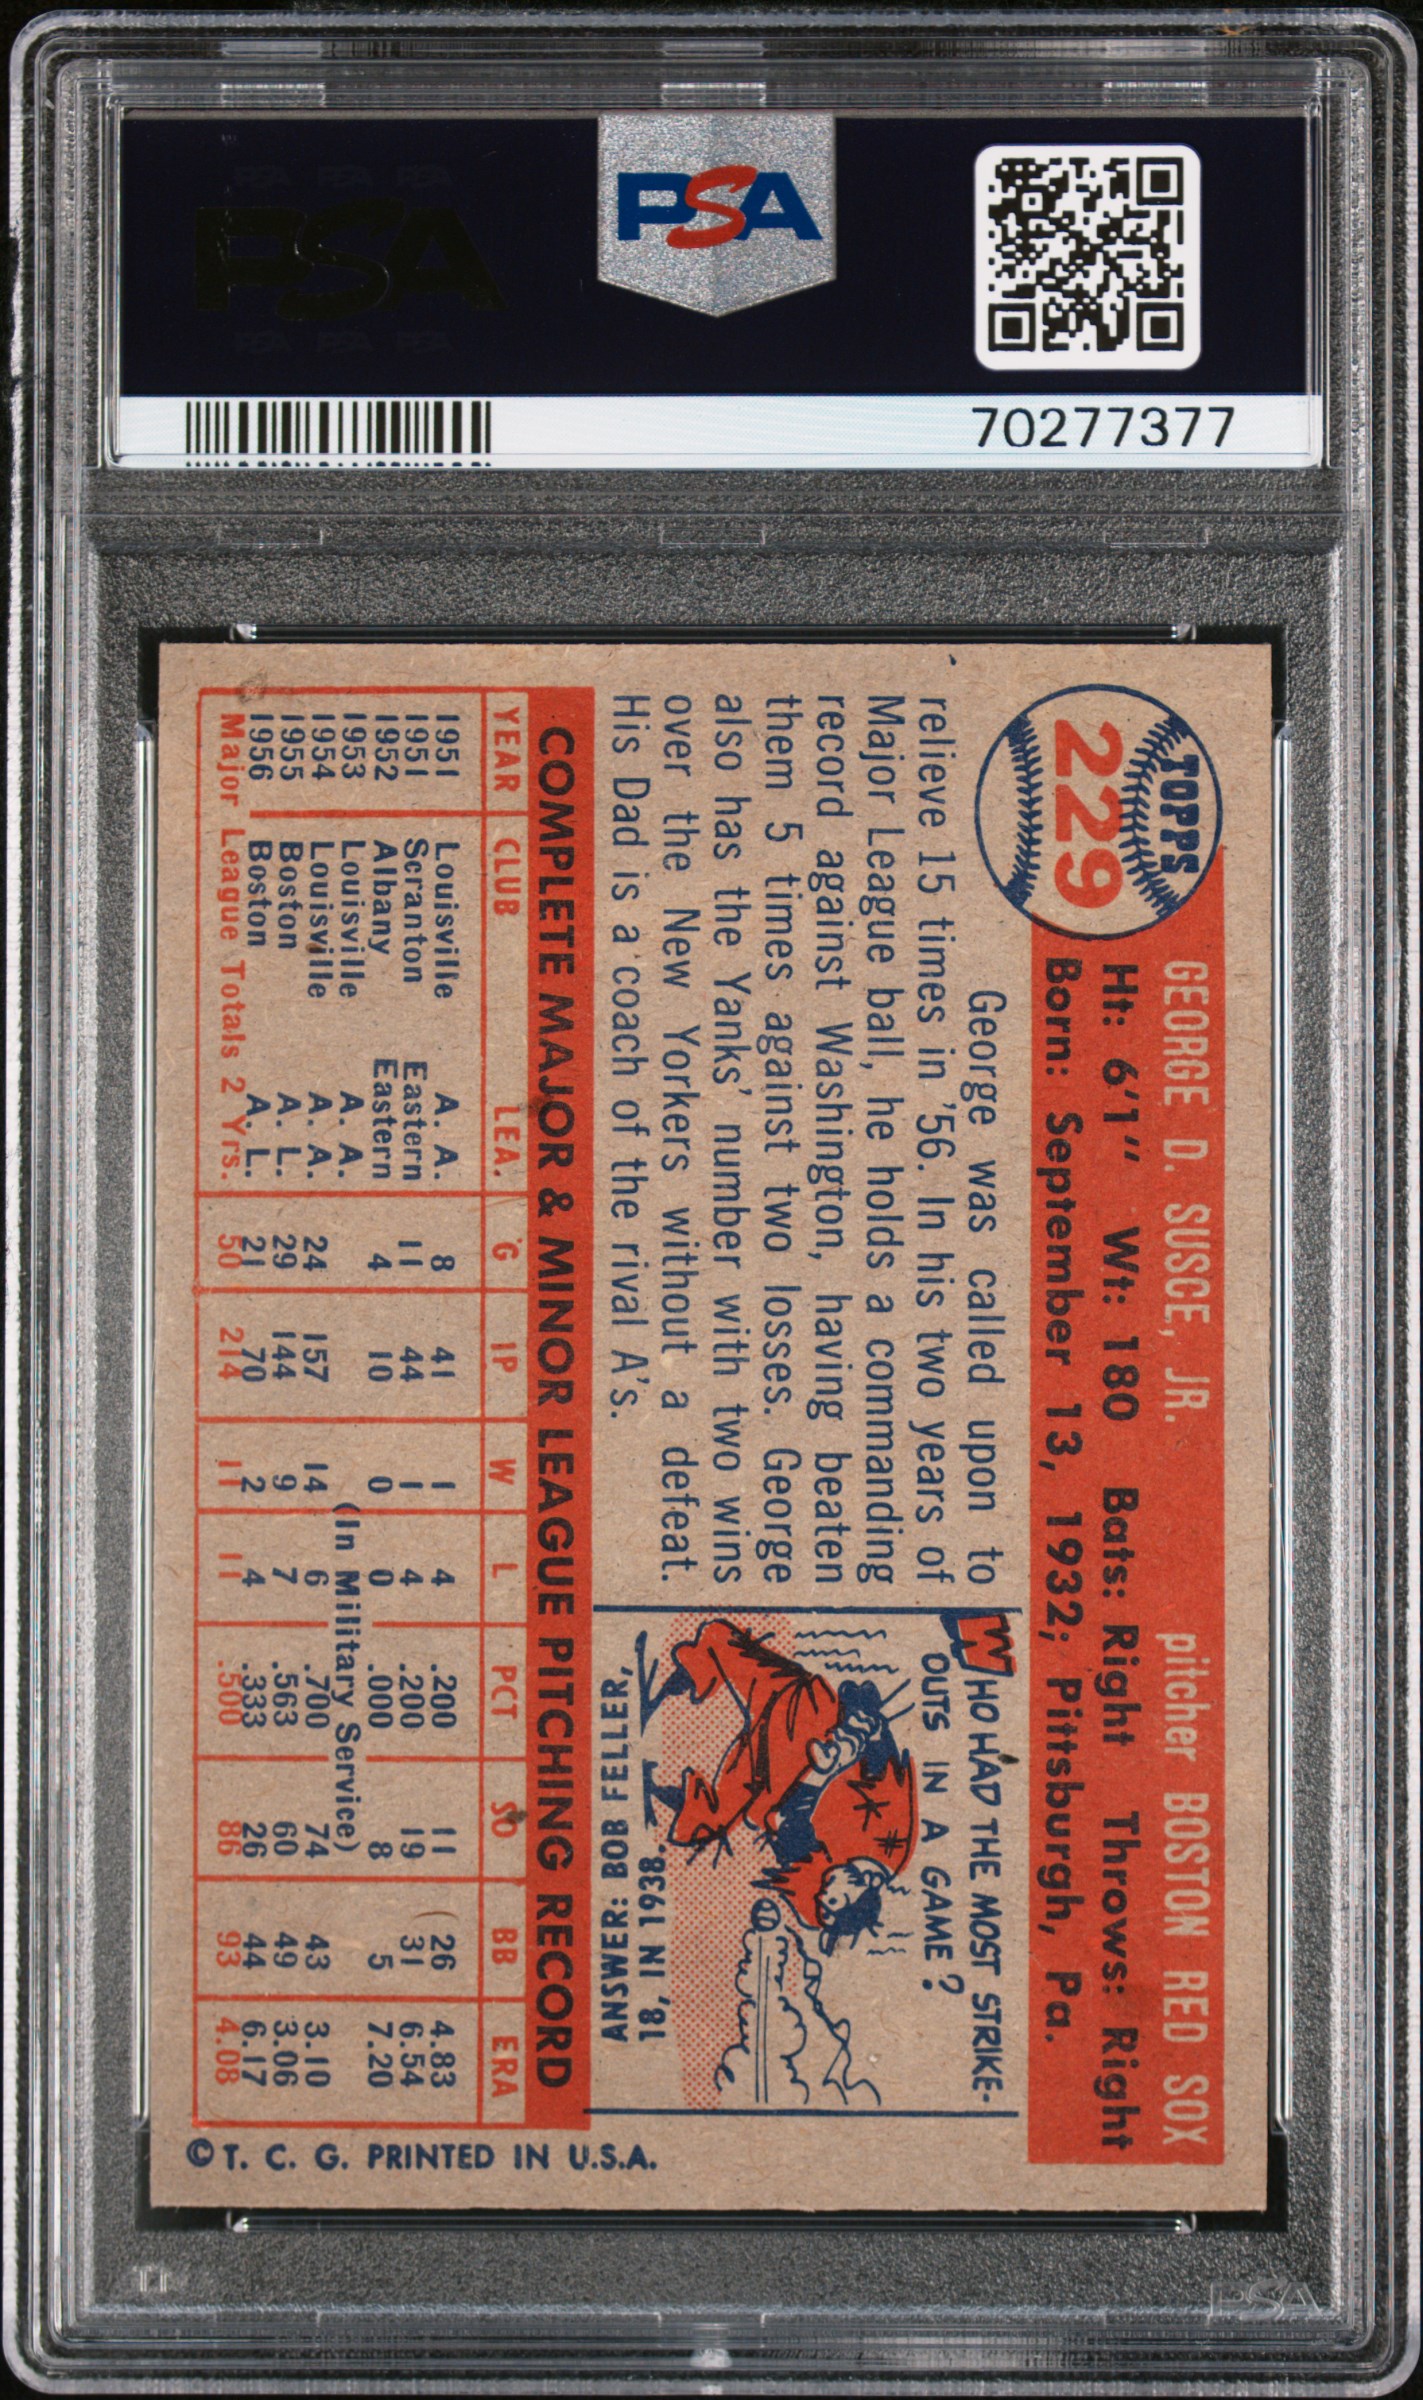 PSA
PSA PSA PSA
PSA
PSA PSA PSA
70277377
TOPPS
229
GEORGE D. SUSCE, JR. pitcher BOSTON RED SOX
Ht: 6'1" Wt: 180 Bats: Right Throws: Right
Born: September 13, 1932; Pittsburgh, Pa.
George was called upon to
relieve 15 times in '56. In his two years of
Major League ball, he holds a commanding
record against Washington, having beaten
them 5 times against two losses. George
also has the Yanks' number with two wins
over the New Yorkers without a defeat.
His Dad is a coach of the rival A's.
WHO HAD THE MOST STRIKE-
OUTS IN A GAME?
ANSWER: BOB FELLER,
18, IN 1938.
COMPLETE MAJOR & MINOR LEAGUE PITCHING RECORD
YEAR CLUB LEA. G IP W L PCT SO BB ERA
1951 Louisville A. A. 8 41 1 4 .200 11 26 4.83
1951 Scranton Eastern 11 44 1 4 .200 19 31 6.54
1952 Albany Eastern 4 10 0 0 .000 8 5 7.20
1953 Louisville A. A. (In Military Service)
1954 Louisville A. A. 24 157 14 6 .700 74 43 3.10
1955 Boston A. L. 29 144 9 7 .563 60 49 3.06
1956 Boston A. L. 21 70 2 4 .333 26 44 6.17
Major League Totals 2 Yrs. 50 214 11 11 .500 86 93 4.08
© T. C. G. PRINTED IN U.S.A.
PSA